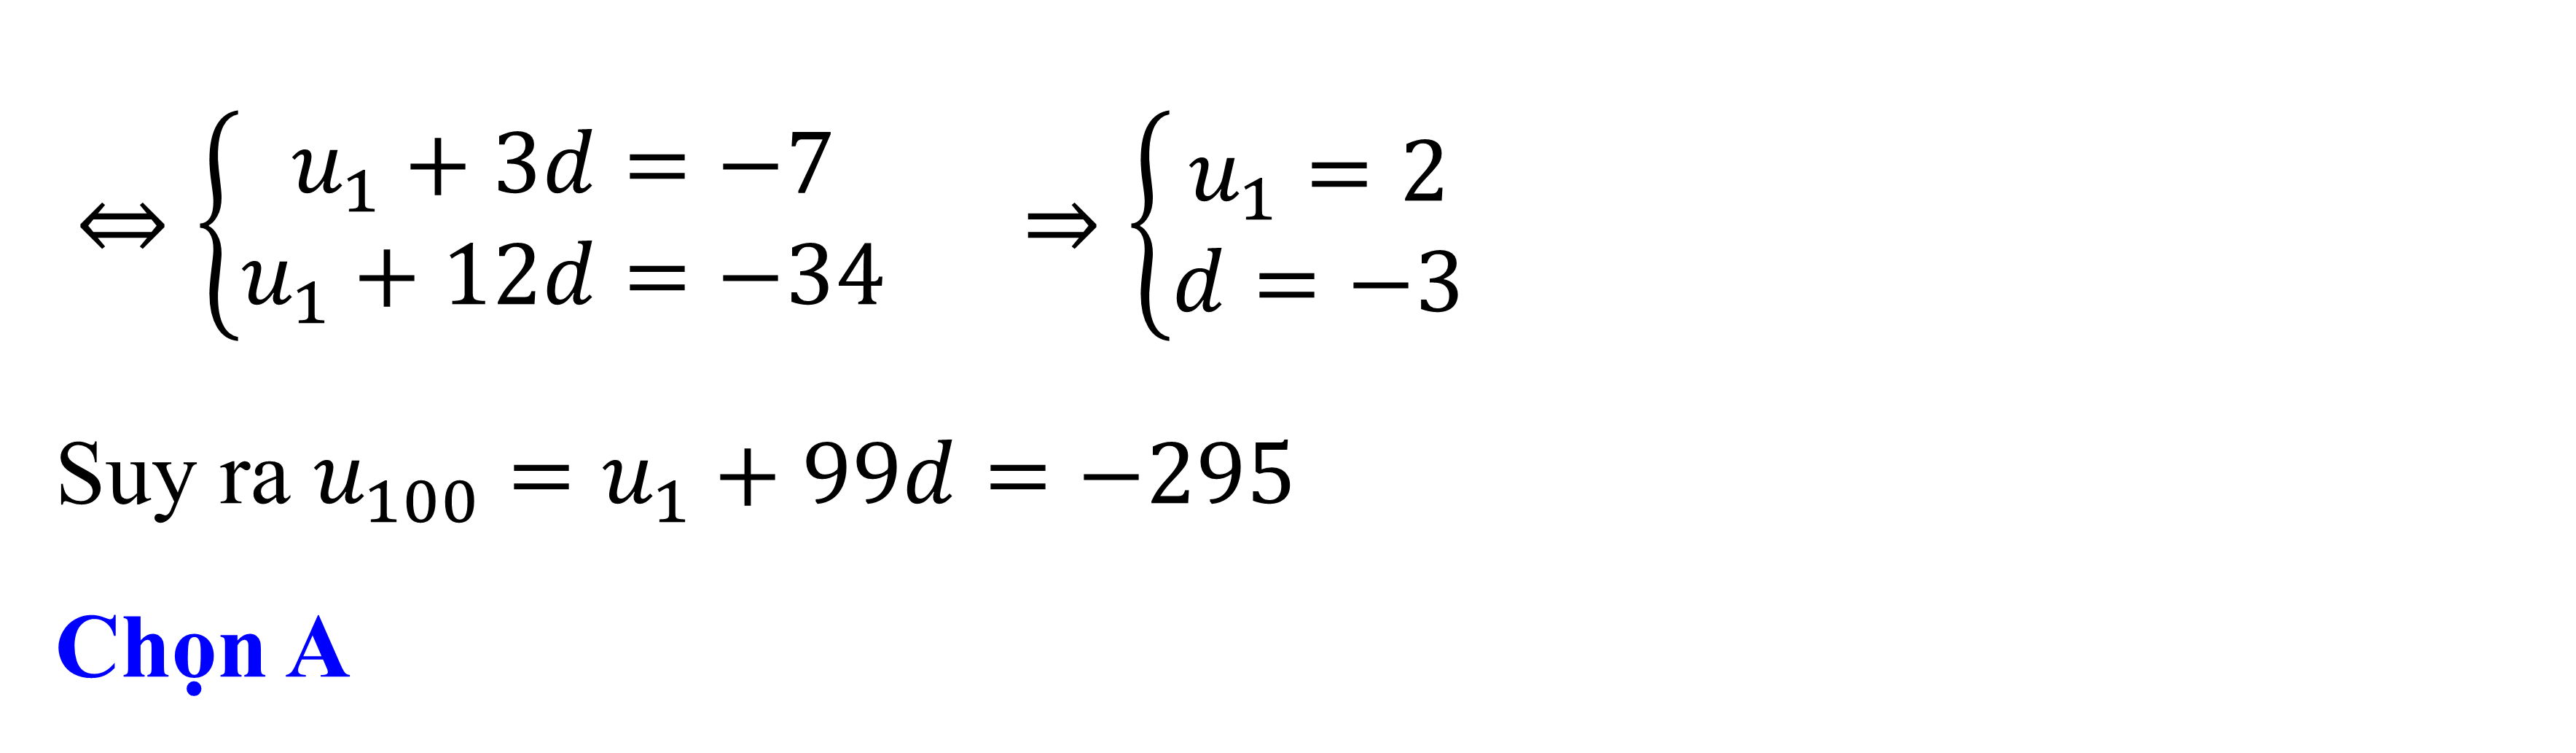 ⇔ { u₁ + 3d = −7 ⇒ { u₁ = 2
u₁ + 12d = −34 d = −3
Suy ra u₁₀₀ = u₁ + 99d = −295
Chọn A